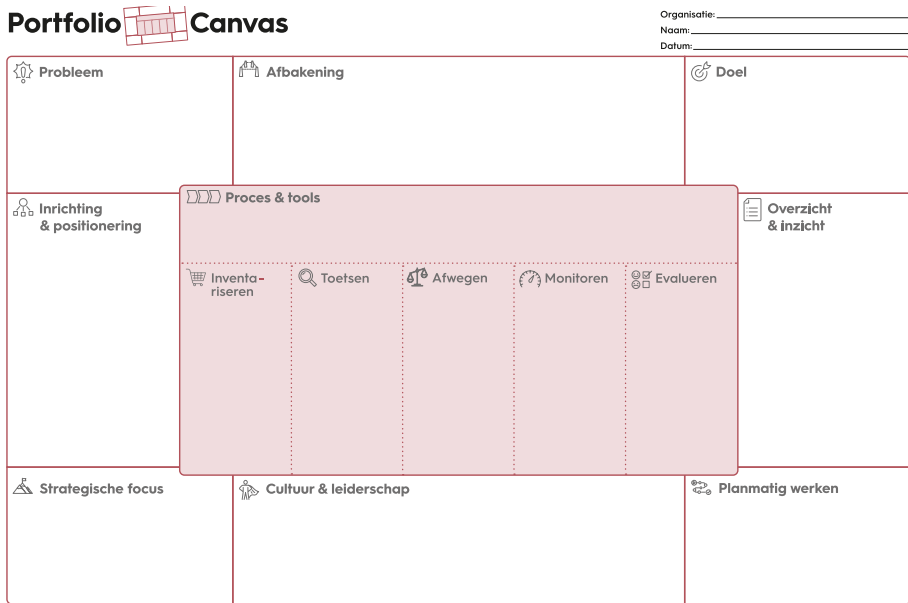 Portfolio Canvas
Organisatie:
Naam:
Datum:
Probleem
Afbakening
Doel
Inrichting
& positionering
Proces & tools
Overzicht
& inzicht
Inventa-
riseren
Toetsen
Afwegen
Monitoren
Evalueren
Strategische focus
Cultuur & leiderschap
Planmatig werken